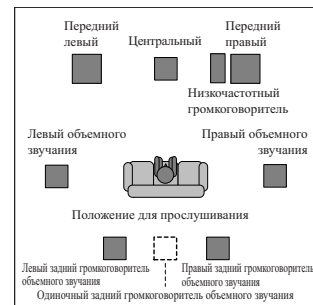 Передний
левый
Центральный
Передний
правый
Низкочастотный
громкоговоритель
Левый объемного
звучания
Правый объемного
звучания
Положение для прослушивания
Левый задний громкоговоритель
объемного звучания
Правый задний громкоговоритель
объемного звучания
Одиночный задний громкоговоритель объемного звучания